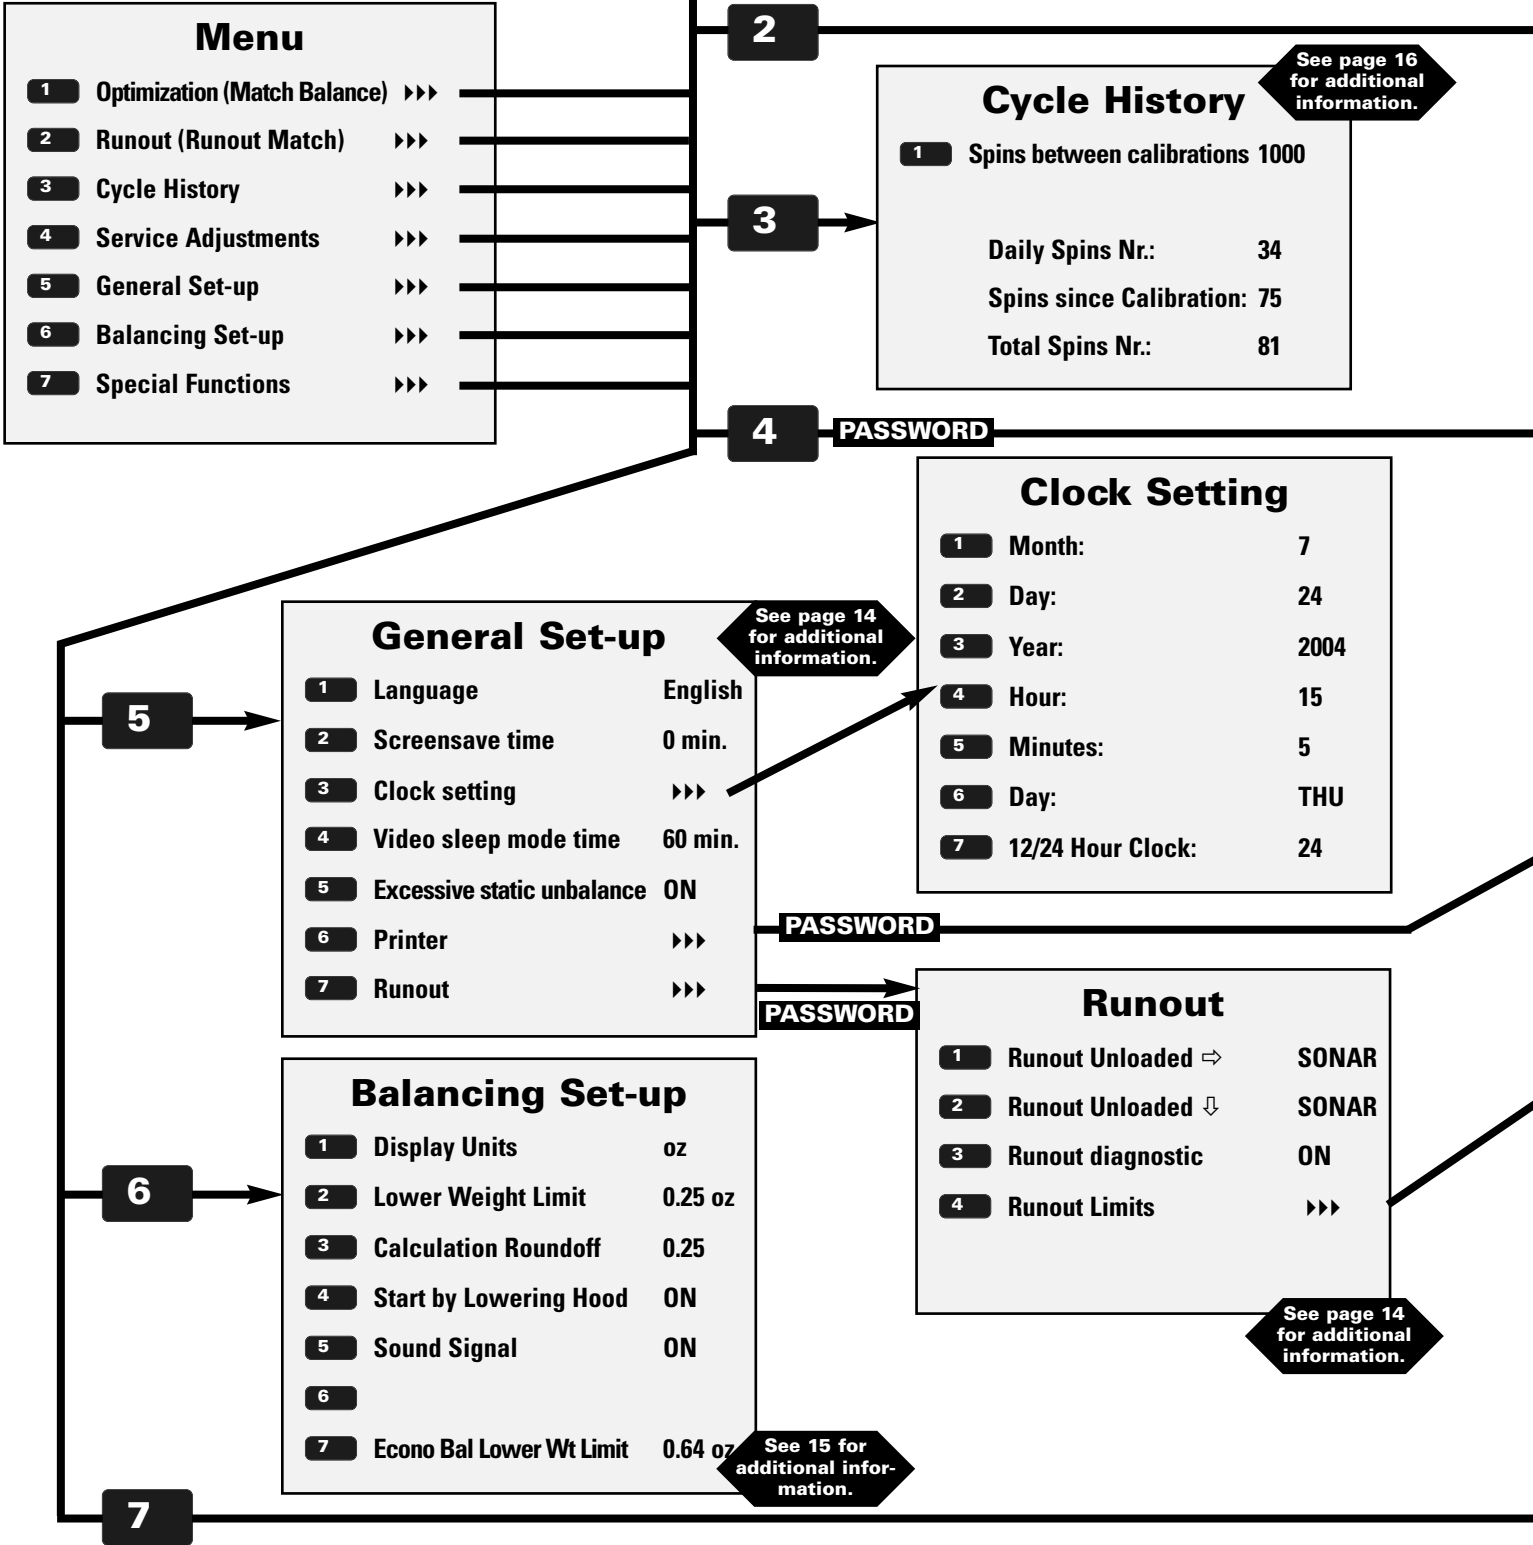 Menu
1 Optimization (Match Balance)
2 Runout (Runout Match)
3 Cycle History
4 Service Adjustments
5 General Set-up
6 Balancing Set-up
7 Special Functions
2
See page 16
for additional
information.
Cycle History
1 Spins between calibrations 1000
Daily Spins Nr.: 34
Spins since Calibration: 75
Total Spins Nr.: 81
3
4 PASSWORD
Clock Setting
1 Month: 7
2 Day: 24
3 Year: 2004
4 Hour: 15
5 Minutes: 5
6 Day: THU
7 12/24 Hour Clock: 24
See page 14
for additional
information.
General Set-up
1 Language English
2 Screensave time 0 min.
3 Clock setting
4 Video sleep mode time 60 min.
5 Excessive static unbalance ON
6 Printer
7 Runout
5
PASSWORD
PASSWORD
Runout
1 Runout Unloaded ⇨ SONAR
2 Runout Unloaded ⇩ SONAR
3 Runout diagnostic ON
4 Runout Limits
See page 14
for additional
information.
Balancing Set-up
1 Display Units oz
2 Lower Weight Limit 0.25 oz
3 Calculation Roundoff 0.25
4 Start by Lowering Hood ON
5 Sound Signal ON
6
7 Econo Bal Lower Wt Limit 0.64 oz
See 15 for
additional infor-
mation.
6
7